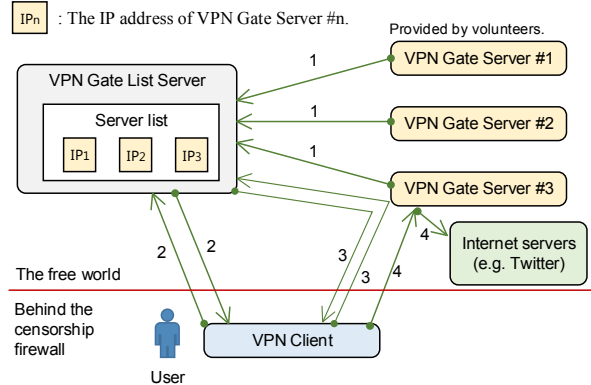 IPn : The IP address of VPN Gate Server #n.
Provided by volunteers.
VPN Gate Server #1
1
VPN Gate List Server
Server list
IP1 IP2 IP3
1
VPN Gate Server #2
1
VPN Gate Server #3
2
2
3
3
4
4
Internet servers
(e.g. Twitter)
The free world
Behind the
censorship
firewall
User
VPN Client